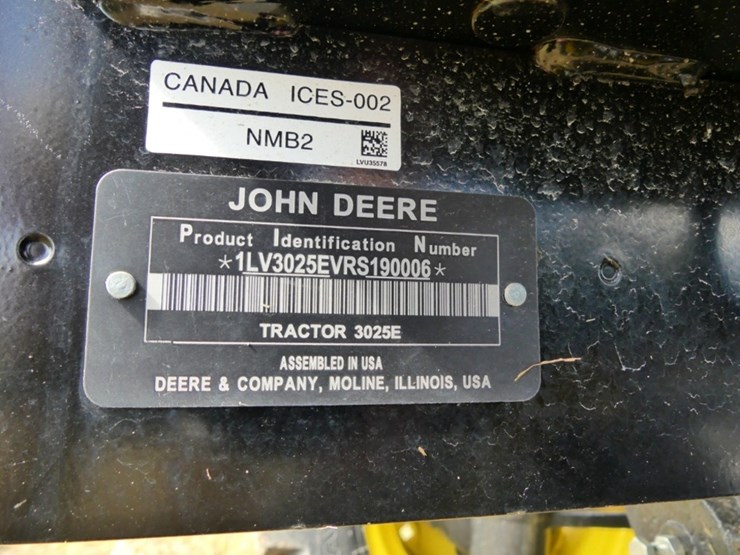 CANADA ICES-002
NMB2
LVU35578
JOHN DEERE
Product Identification Number
*1LV3025EVRS190006*
TRACTOR 3025E
ASSEMBLED IN USA
DEERE & COMPANY, MOLINE, ILLINOIS, USA